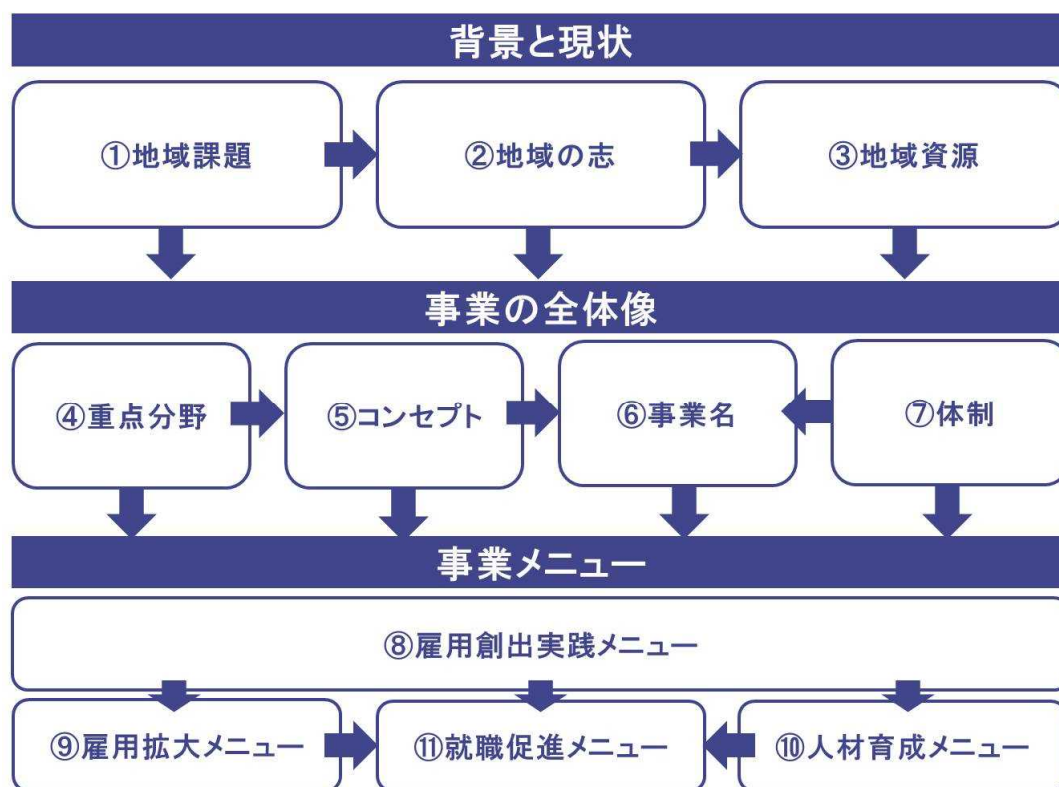 背景と現状
①地域課題
②地域の志
③地域資源
事業の全体像
④重点分野
⑤コンセプト
⑥事業名
⑦体制
事業メニュー
⑧雇用創出実践メニュー
⑨雇用拡大メニュー
⑪就職促進メニュー
⑩人材育成メニュー